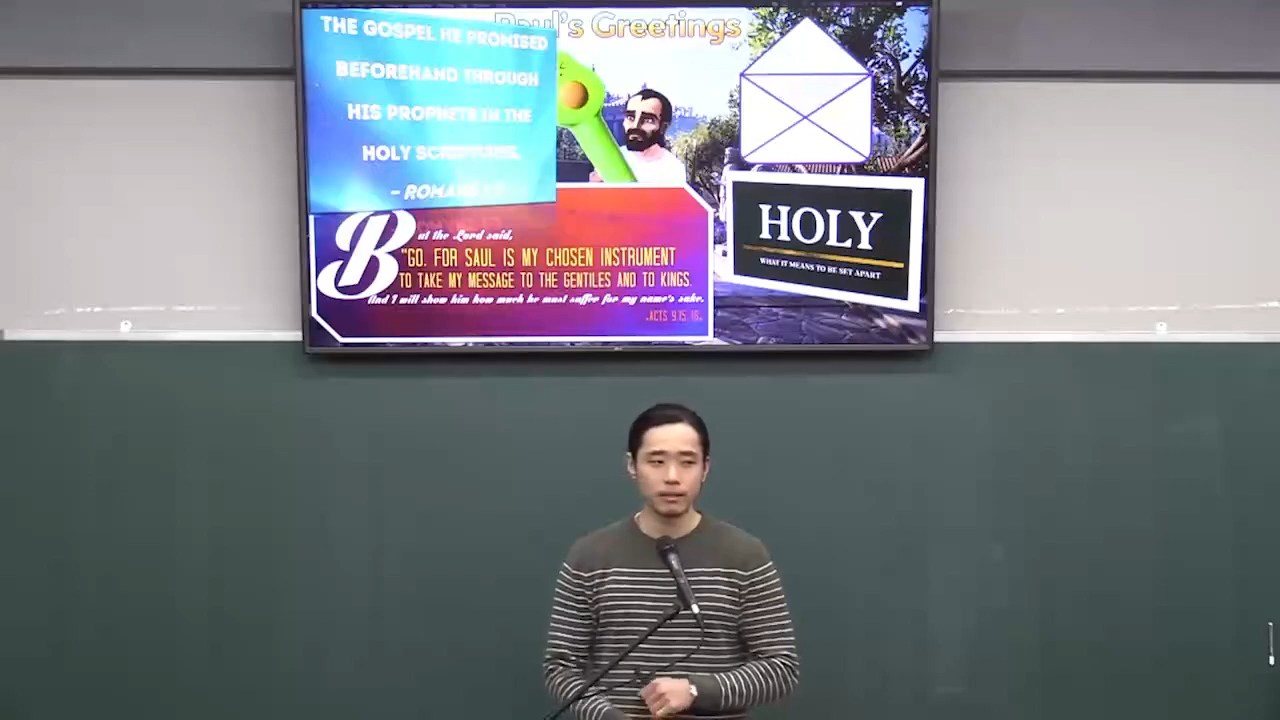 Paul's Greetings
THE GOSPEL HE PROMISED
BEFOREHAND THROUGH
HIS PROPHETS IN THE
HOLY SCRIPTURES,
- ROMANS
But the Lord said,
"GO. FOR SAUL IS MY CHOSEN INSTRUMENT
TO TAKE MY MESSAGE TO THE GENTILES AND TO KINGS.
And I will show him how much he must suffer for my name's sake.
.ACTS 9.15.16.
HOLY
WHAT IT MEANS TO BE SET APART